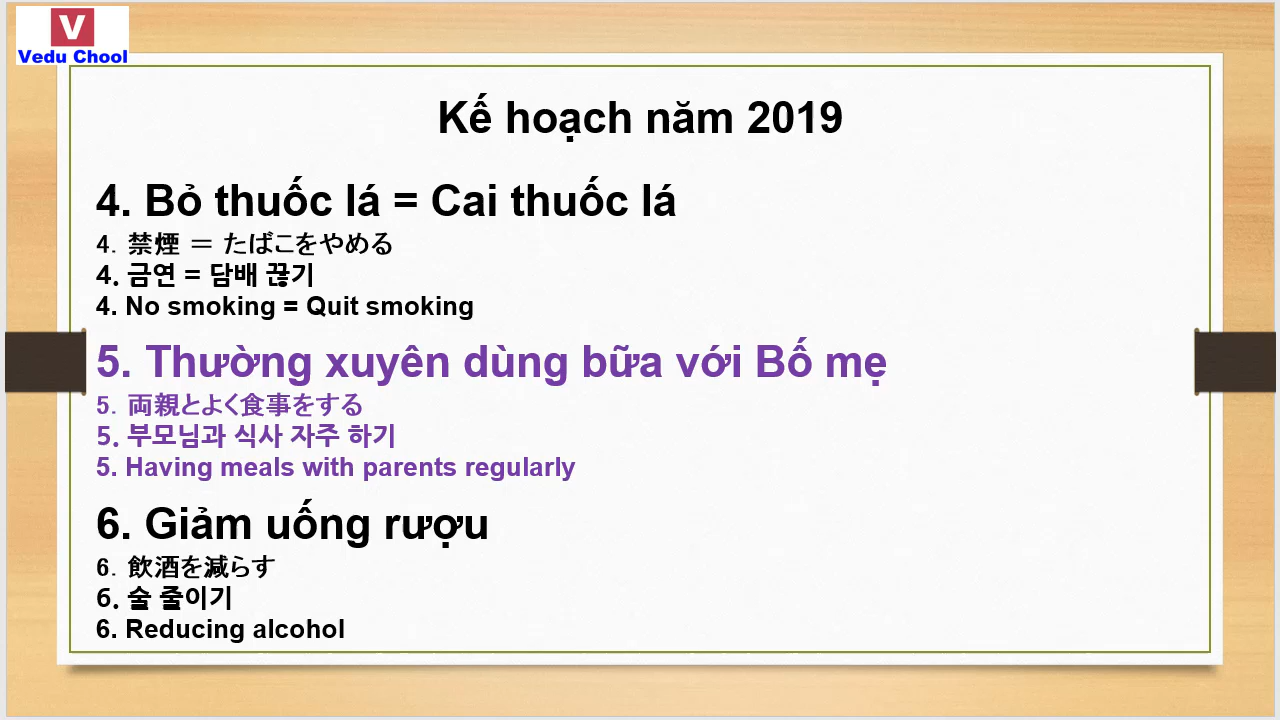 V
Vedu Chool
Kế hoạch năm 2019
4. Bỏ thuốc lá = Cai thuốc lá
4. 禁煙 ＝ たばこをやめる
4. 금연 = 담배 끊기
4. No smoking = Quit smoking
5. Thường xuyên dùng bữa với Bố mẹ
5. 両親とよく食事をする
5. 부모님과 식사 자주 하기
5. Having meals with parents regularly
6. Giảm uống rượu
6. 飲酒を減らす
6. 술 줄이기
6. Reducing alcohol